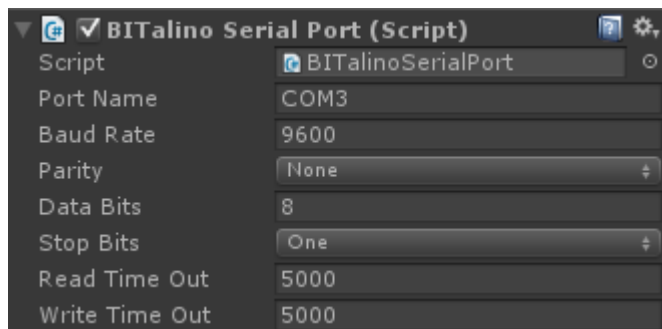 BITalino Serial Port (Script)
Script BITalinoSerialPort
Port Name COM3
Baud Rate 9600
Parity None
Data Bits 8
Stop Bits One
Read Time Out 5000
Write Time Out 5000